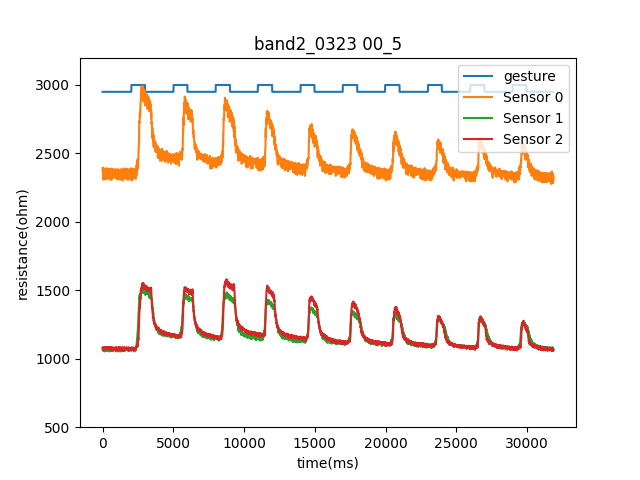 band2_0323 00_5
gesture
Sensor 0
Sensor 1
Sensor 2
3000
2500
2000
1500
1000
500
resistance(ohm)
0 5000 10000 15000 20000 25000 30000
time(ms)